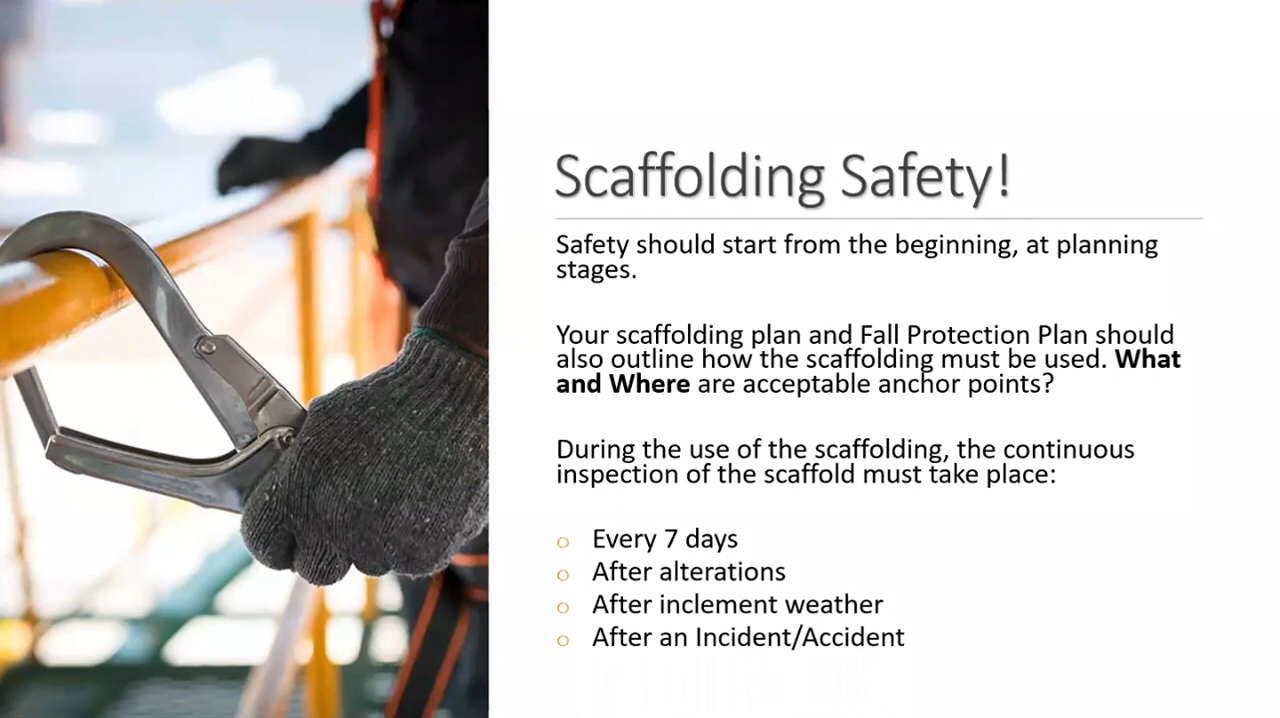 Scaffolding Safety!
Safety should start from the beginning, at planning
stages.
Your scaffolding plan and Fall Protection Plan should
also outline how the scaffolding must be used. What
and Where are acceptable anchor points?
During the use of the scaffolding, the continuous
inspection of the scaffold must take place:
o Every 7 days
o After alterations
o After inclement weather
o After an Incident/Accident